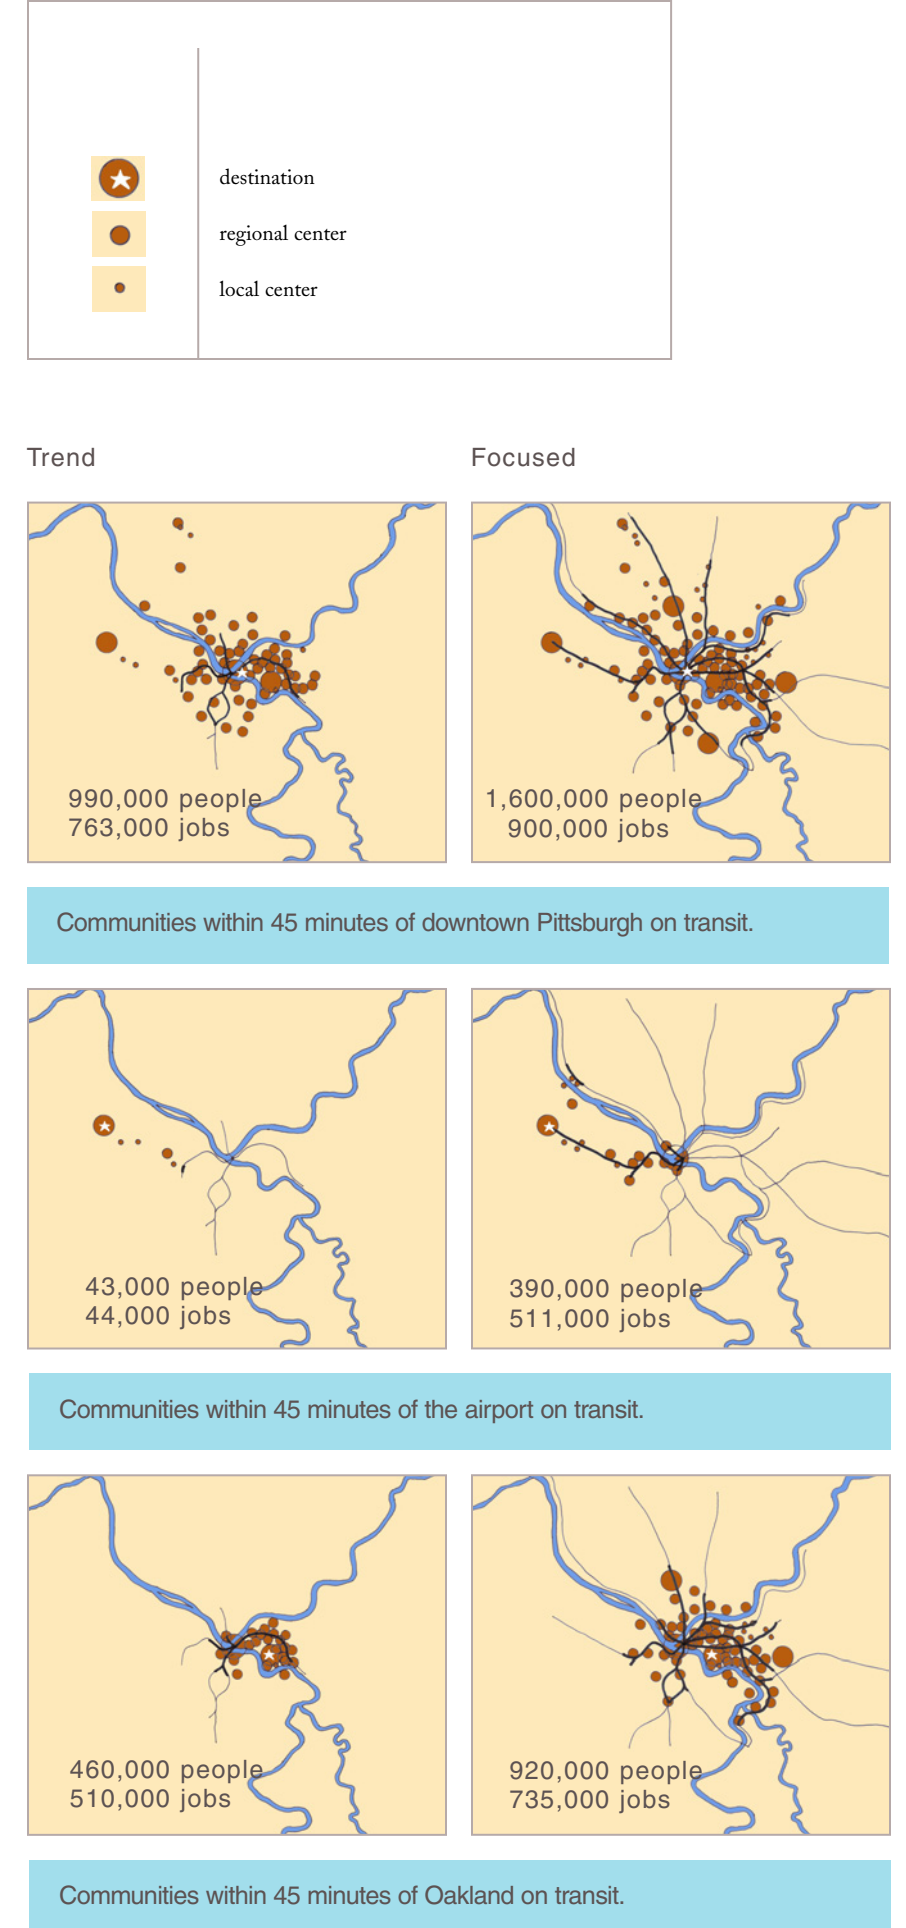 destination
regional center
local center
Trend
Focused
990,000 people
763,000 jobs
1,600,000 people
900,000 jobs
Communities within 45 minutes of downtown Pittsburgh on transit.
43,000 people
44,000 jobs
390,000 people
511,000 jobs
Communities within 45 minutes of the airport on transit.
460,000 people
510,000 jobs
920,000 people
735,000 jobs
Communities within 45 minutes of Oakland on transit.